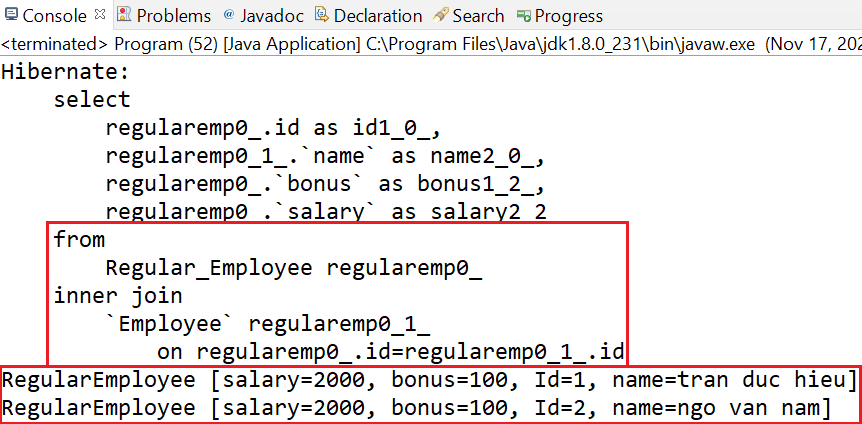 Console Problems @ Javadoc Declaration Search Progress
<terminated> Program (52) [Java Application] C:\Program Files\Java\jdk1.8.0_231\bin\javaw.exe (Nov 17, 202
Hibernate:
    select
        regularemp0_.id as id1_0_,
        regularemp0_1_.`name` as name2_0_,
        regularemp0_.`bonus` as bonus1_2_,
        regularemp0_.`salary` as salary2_2_
    from
        Regular_Employee regularemp0_
    inner join
        `Employee` regularemp0_1_
            on regularemp0_.id=regularemp0_1_.id
RegularEmployee [salary=2000, bonus=100, Id=1, name=tran duc hieu]
RegularEmployee [salary=2000, bonus=100, Id=2, name=ngo van nam]